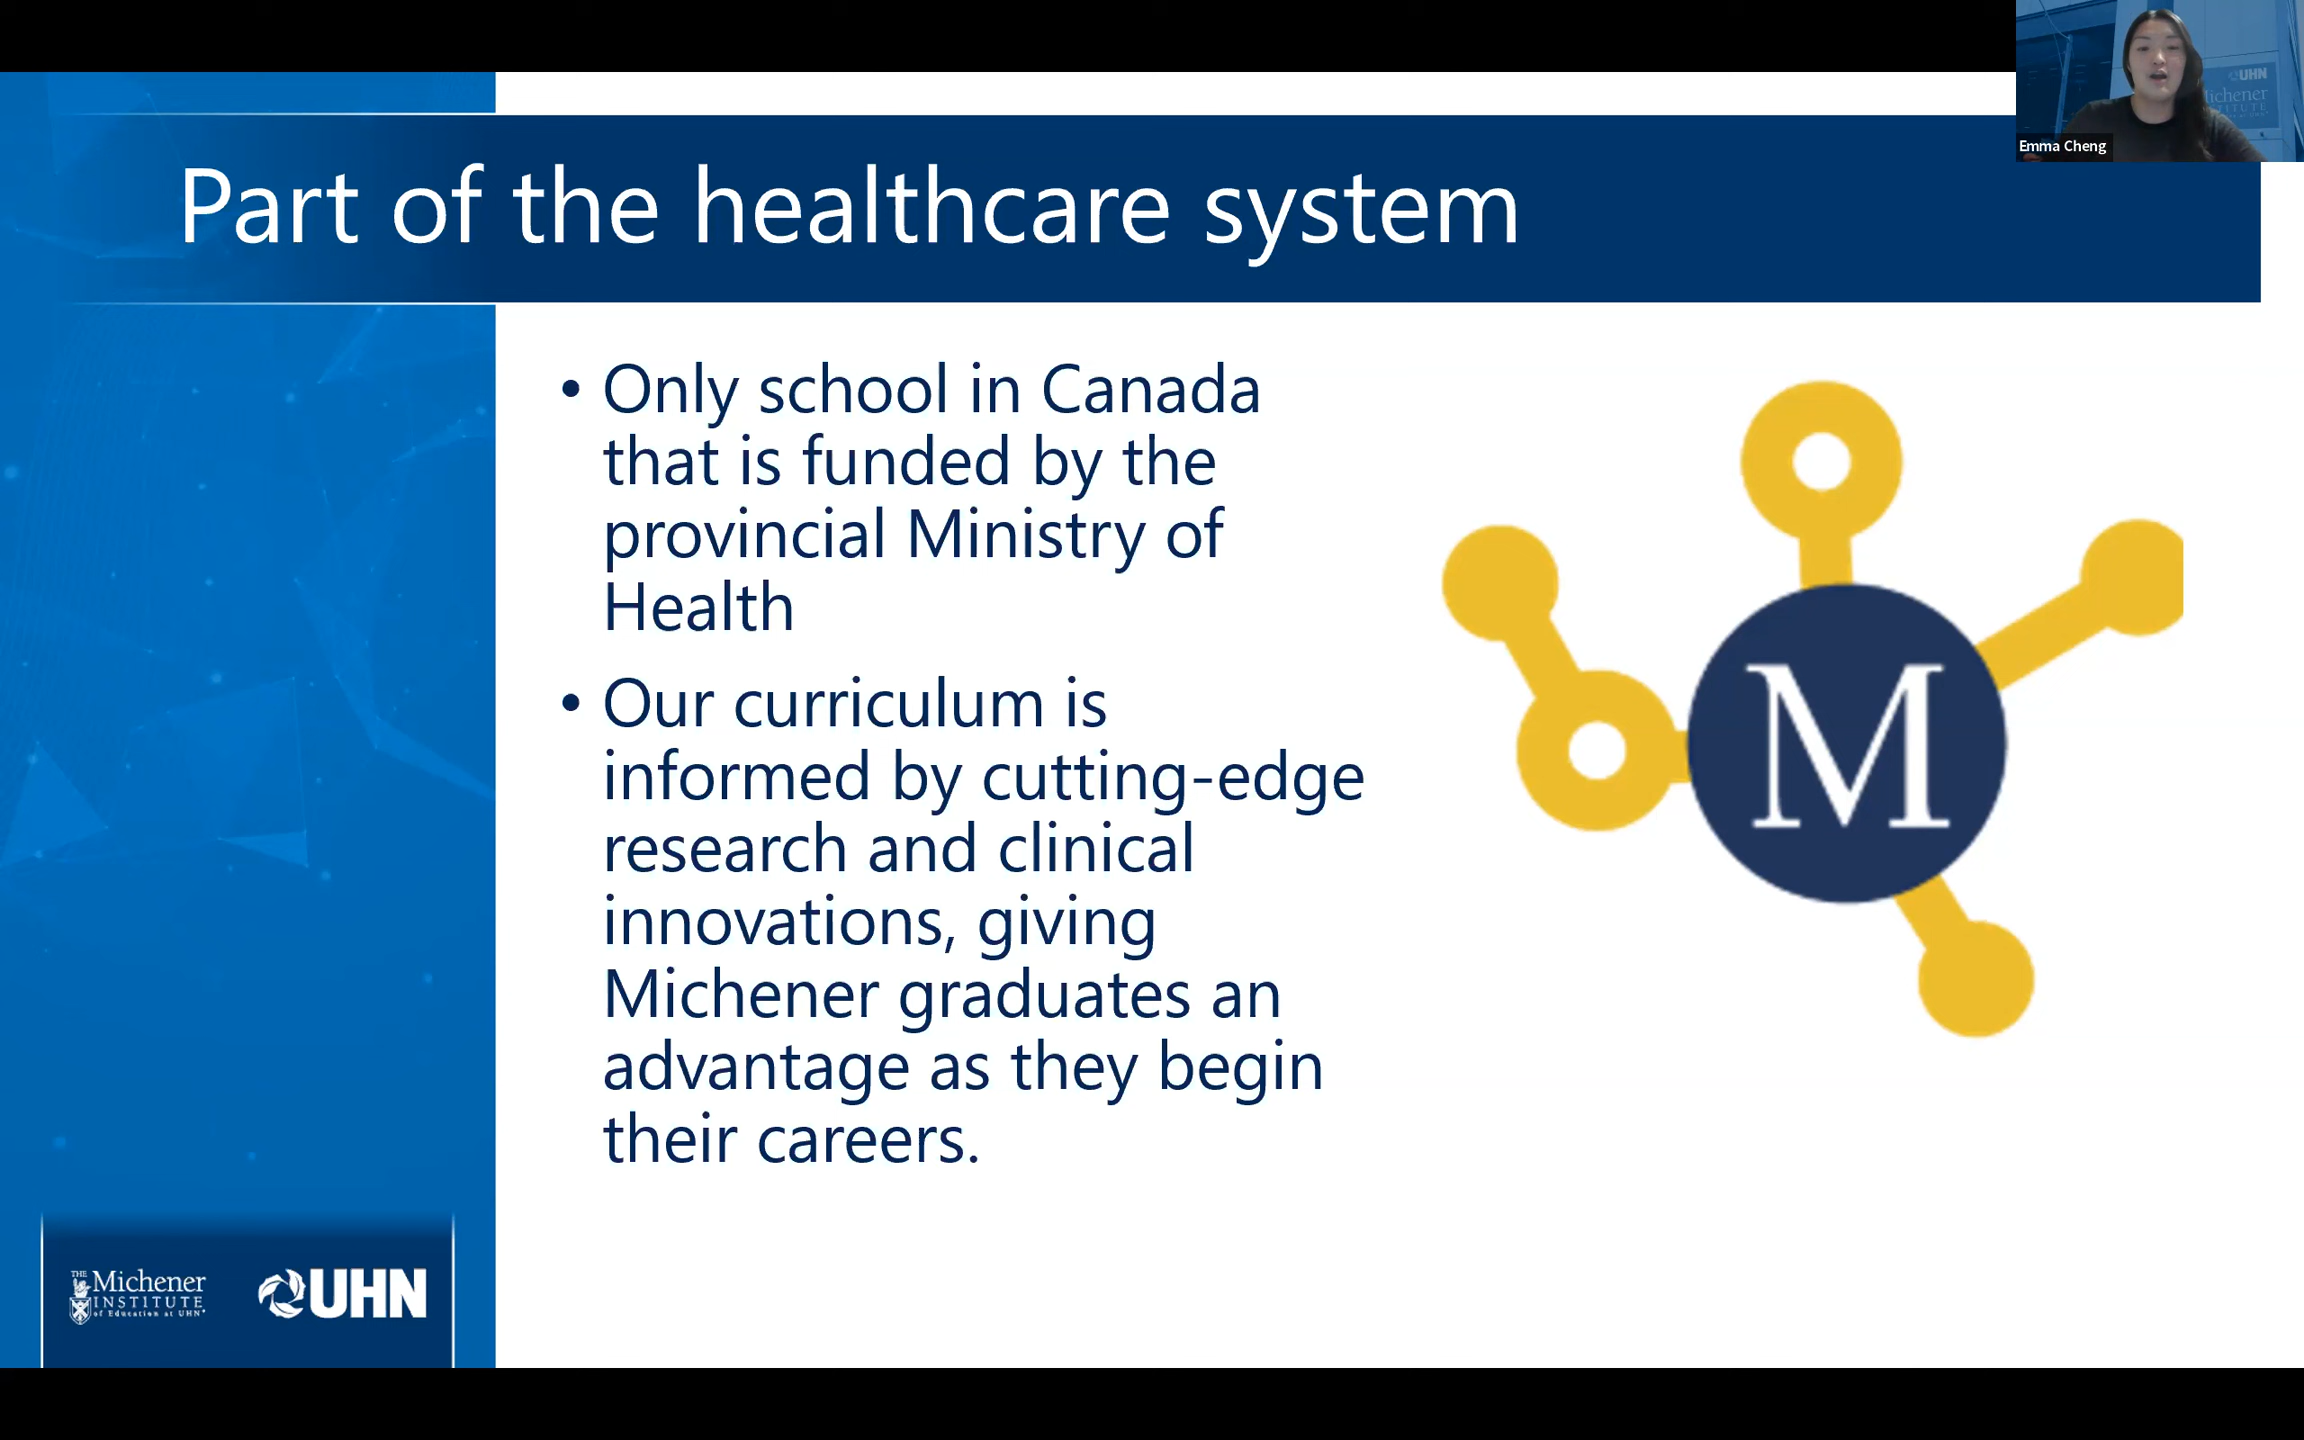 UHN
Michener
Emma Cheng
Part of the healthcare system
• Only school in Canada
that is funded by the
provincial Ministry of
Health
• Our curriculum is
informed by cutting-edge
research and clinical
innovations, giving
Michener graduates an
advantage as they begin
their careers.
M
THE
Michener
INSTITUTE
of Education at UHN
UHN